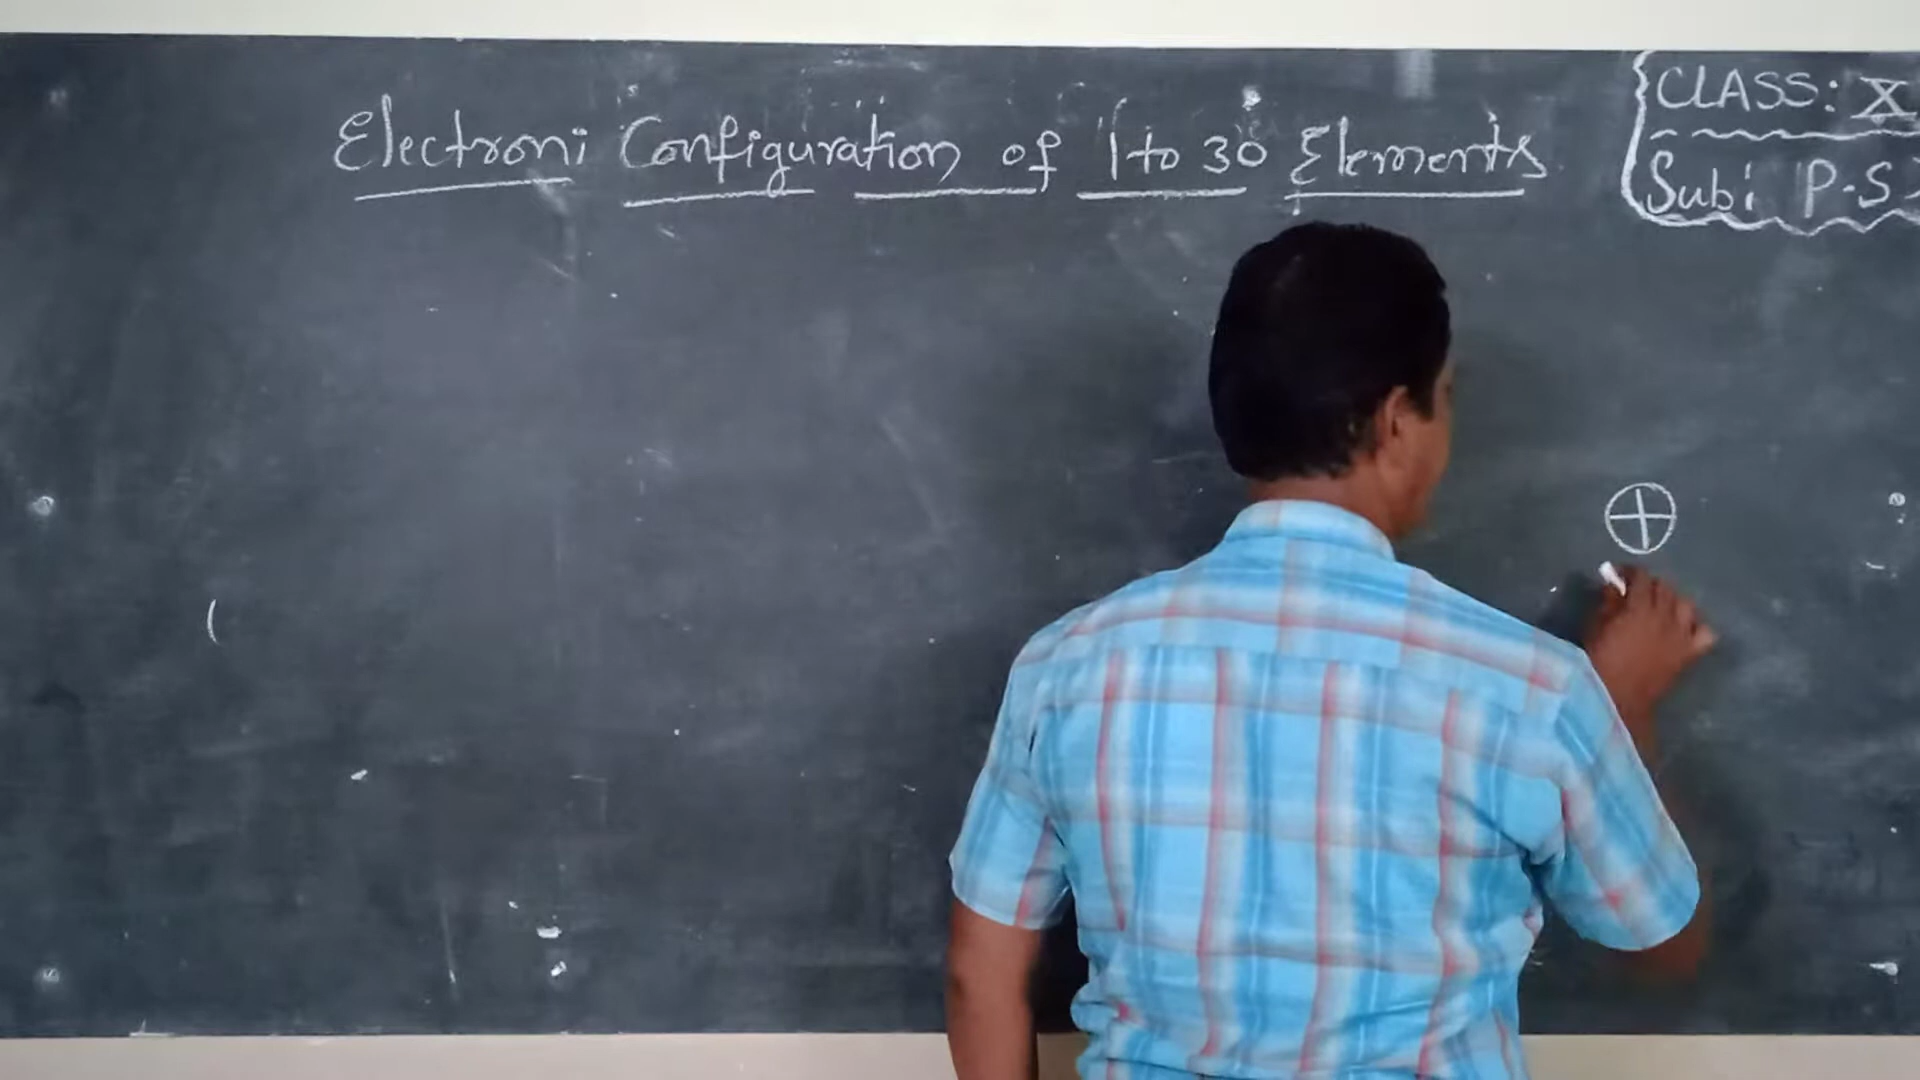 Electroni Configuration of 1 to 30 Elements
CLASS: X
Sub: P.S